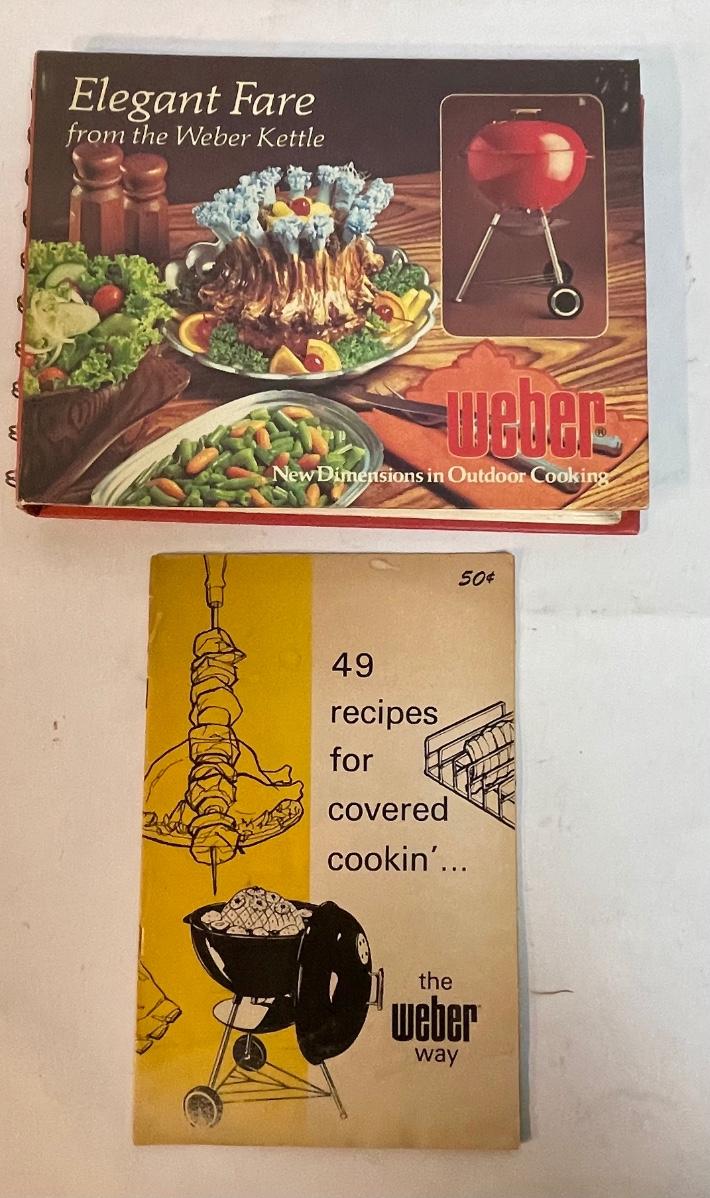 Elegant Fare
from the Weber Kettle
weber®
New Dimensions in Outdoor Cooking
50¢
49
recipes
for
covered
cookin'...
the
weber
way